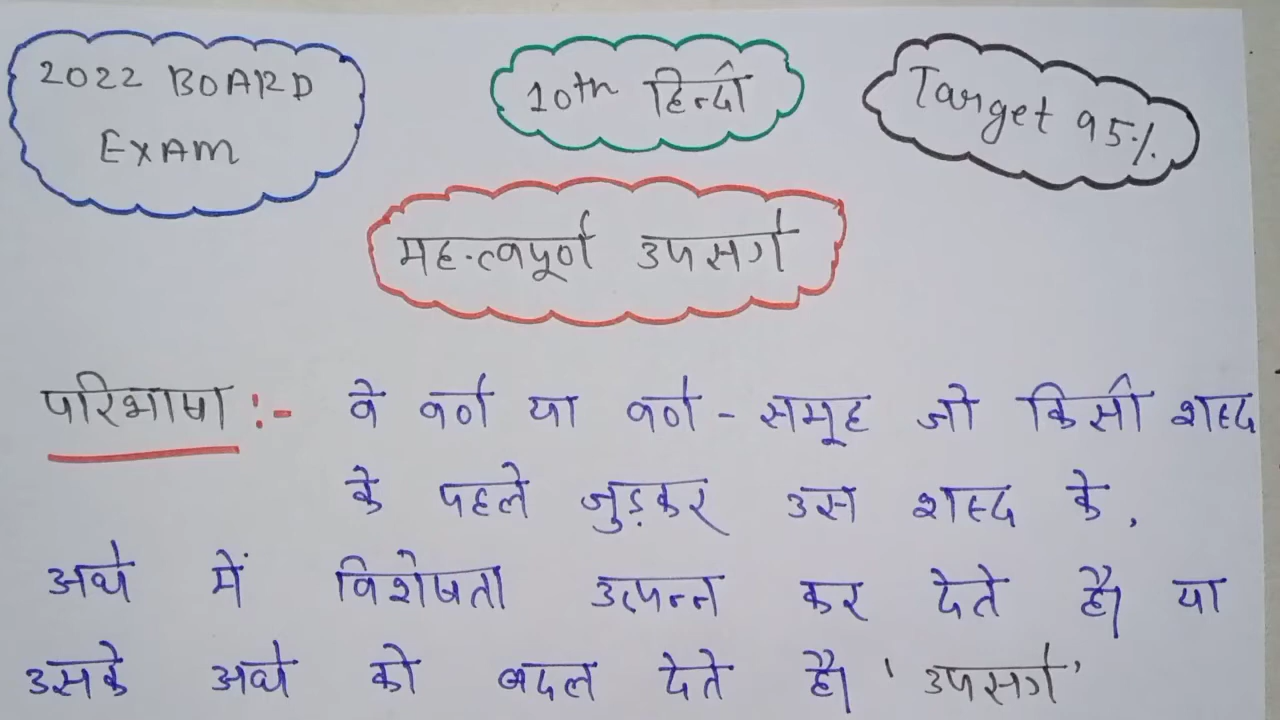 2022 BOARD
EXAM
10th हिन्दी
Target 95%
महत्वपूर्ण उपसर्ग
परिभाषा :- वे वर्ण या वर्ण - समूह जो किसी शब्द
के पहले जुड़कर उस शब्द के,
अर्थ में विशेषता उत्पन्न कर देते है। या
उसके अर्थ को बदल देते है। 'उपसर्ग'